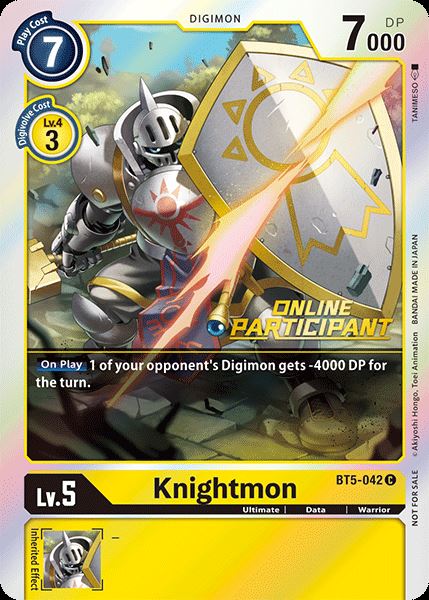 DIGIMON
Play Cost
7
DP
7000
Digivolve Cost
Lv.4
3
TANIMESO
ONLINE
PARTICIPANT
On Play 1 of your opponent's Digimon gets -4000 DP for
the turn.
©Akiyoshi Hongo, Toei Animation BANDAI MADE IN JAPAN
NOT FOR SALE
Lv.5
Knightmon
BT5-042 C
Ultimate | Data | Warrior
Inherited Effect
–